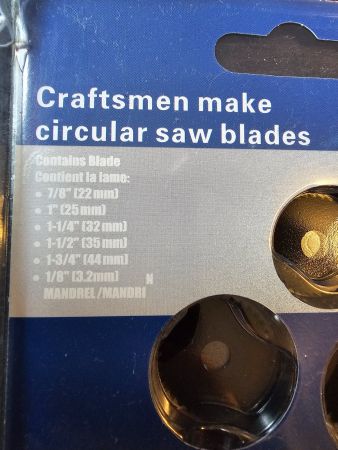 Craftsmen make
circular saw blades
Contains Blade
Contient la lame:
• 7/8" (22mm)
• 1" (25mm)
• 1-1/4" (32mm)
• 1-1/2" (35mm)
• 1-3/4" (44mm)
• 1/8" (3.2mm)
MANDREL/MANDRI N